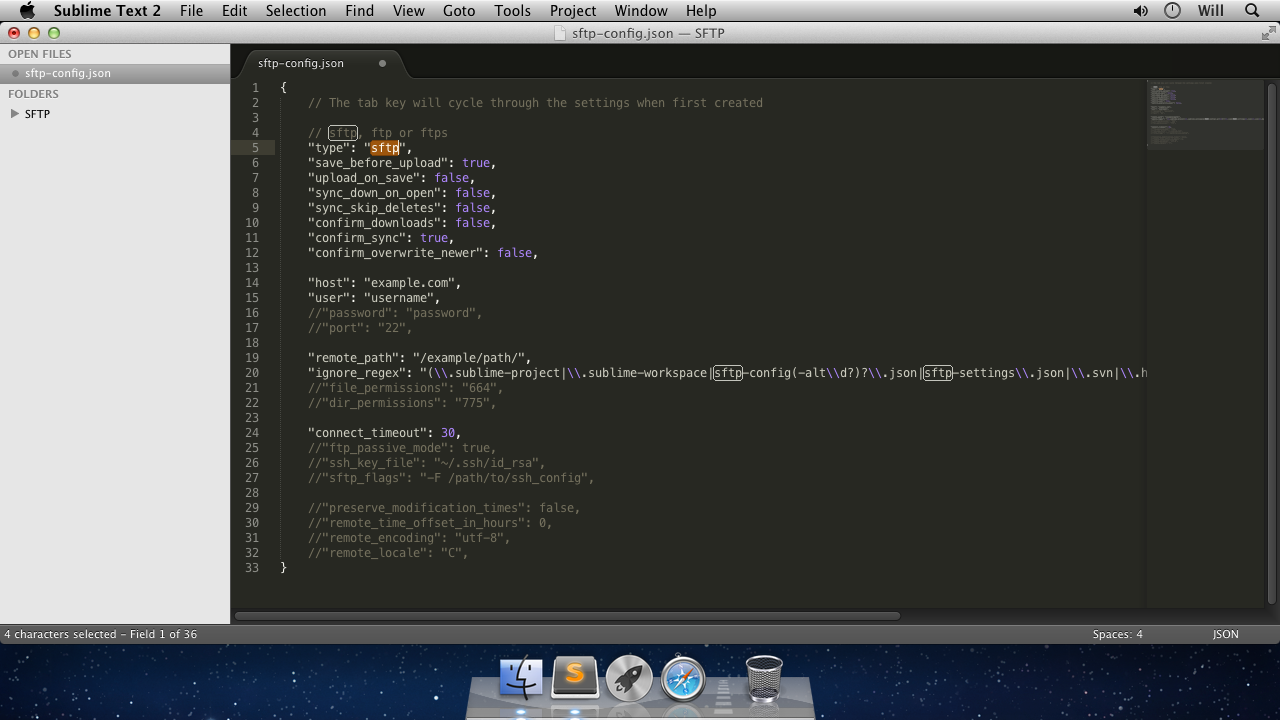 Sublime Text 2 File Edit Selection Find View Goto Tools Project Window Help Will
sftp-config.json — SFTP
OPEN FILES
sftp-config.json
FOLDERS
SFTP
sftp-config.json
1 {
2 // The tab key will cycle through the settings when first created
3
4 // sftp, ftp or ftps
5 "type": "sftp",
6 "save_before_upload": true,
7 "upload_on_save": false,
8 "sync_down_on_open": false,
9 "sync_skip_deletes": false,
10 "confirm_downloads": false,
11 "confirm_sync": true,
12 "confirm_overwrite_newer": false,
13
14 "host": "example.com",
15 "user": "username",
16 //"password": "password",
17 //"port": "22",
18
19 "remote_path": "/example/path/",
20 "ignore_regex": "(\\.sublime-project|\\.sublime-workspace|sftp-config(-alt\\d?)?\\.json|sftp-settings\\.json|\\.svn|\\.h
21 //"file_permissions": "664",
22 //"dir_permissions": "775",
23
24 "connect_timeout": 30,
25 //"ftp_passive_mode": true,
26 //"ssh_key_file": "~/.ssh/id_rsa",
27 //"sftp_flags": "-F /path/to/ssh_config",
28
29 //"preserve_modification_times": false,
30 //"remote_time_offset_in_hours": 0,
31 //"remote_encoding": "utf-8",
32 //"remote_locale": "C",
33 }
4 characters selected – Field 1 of 36 Spaces: 4 JSON
S